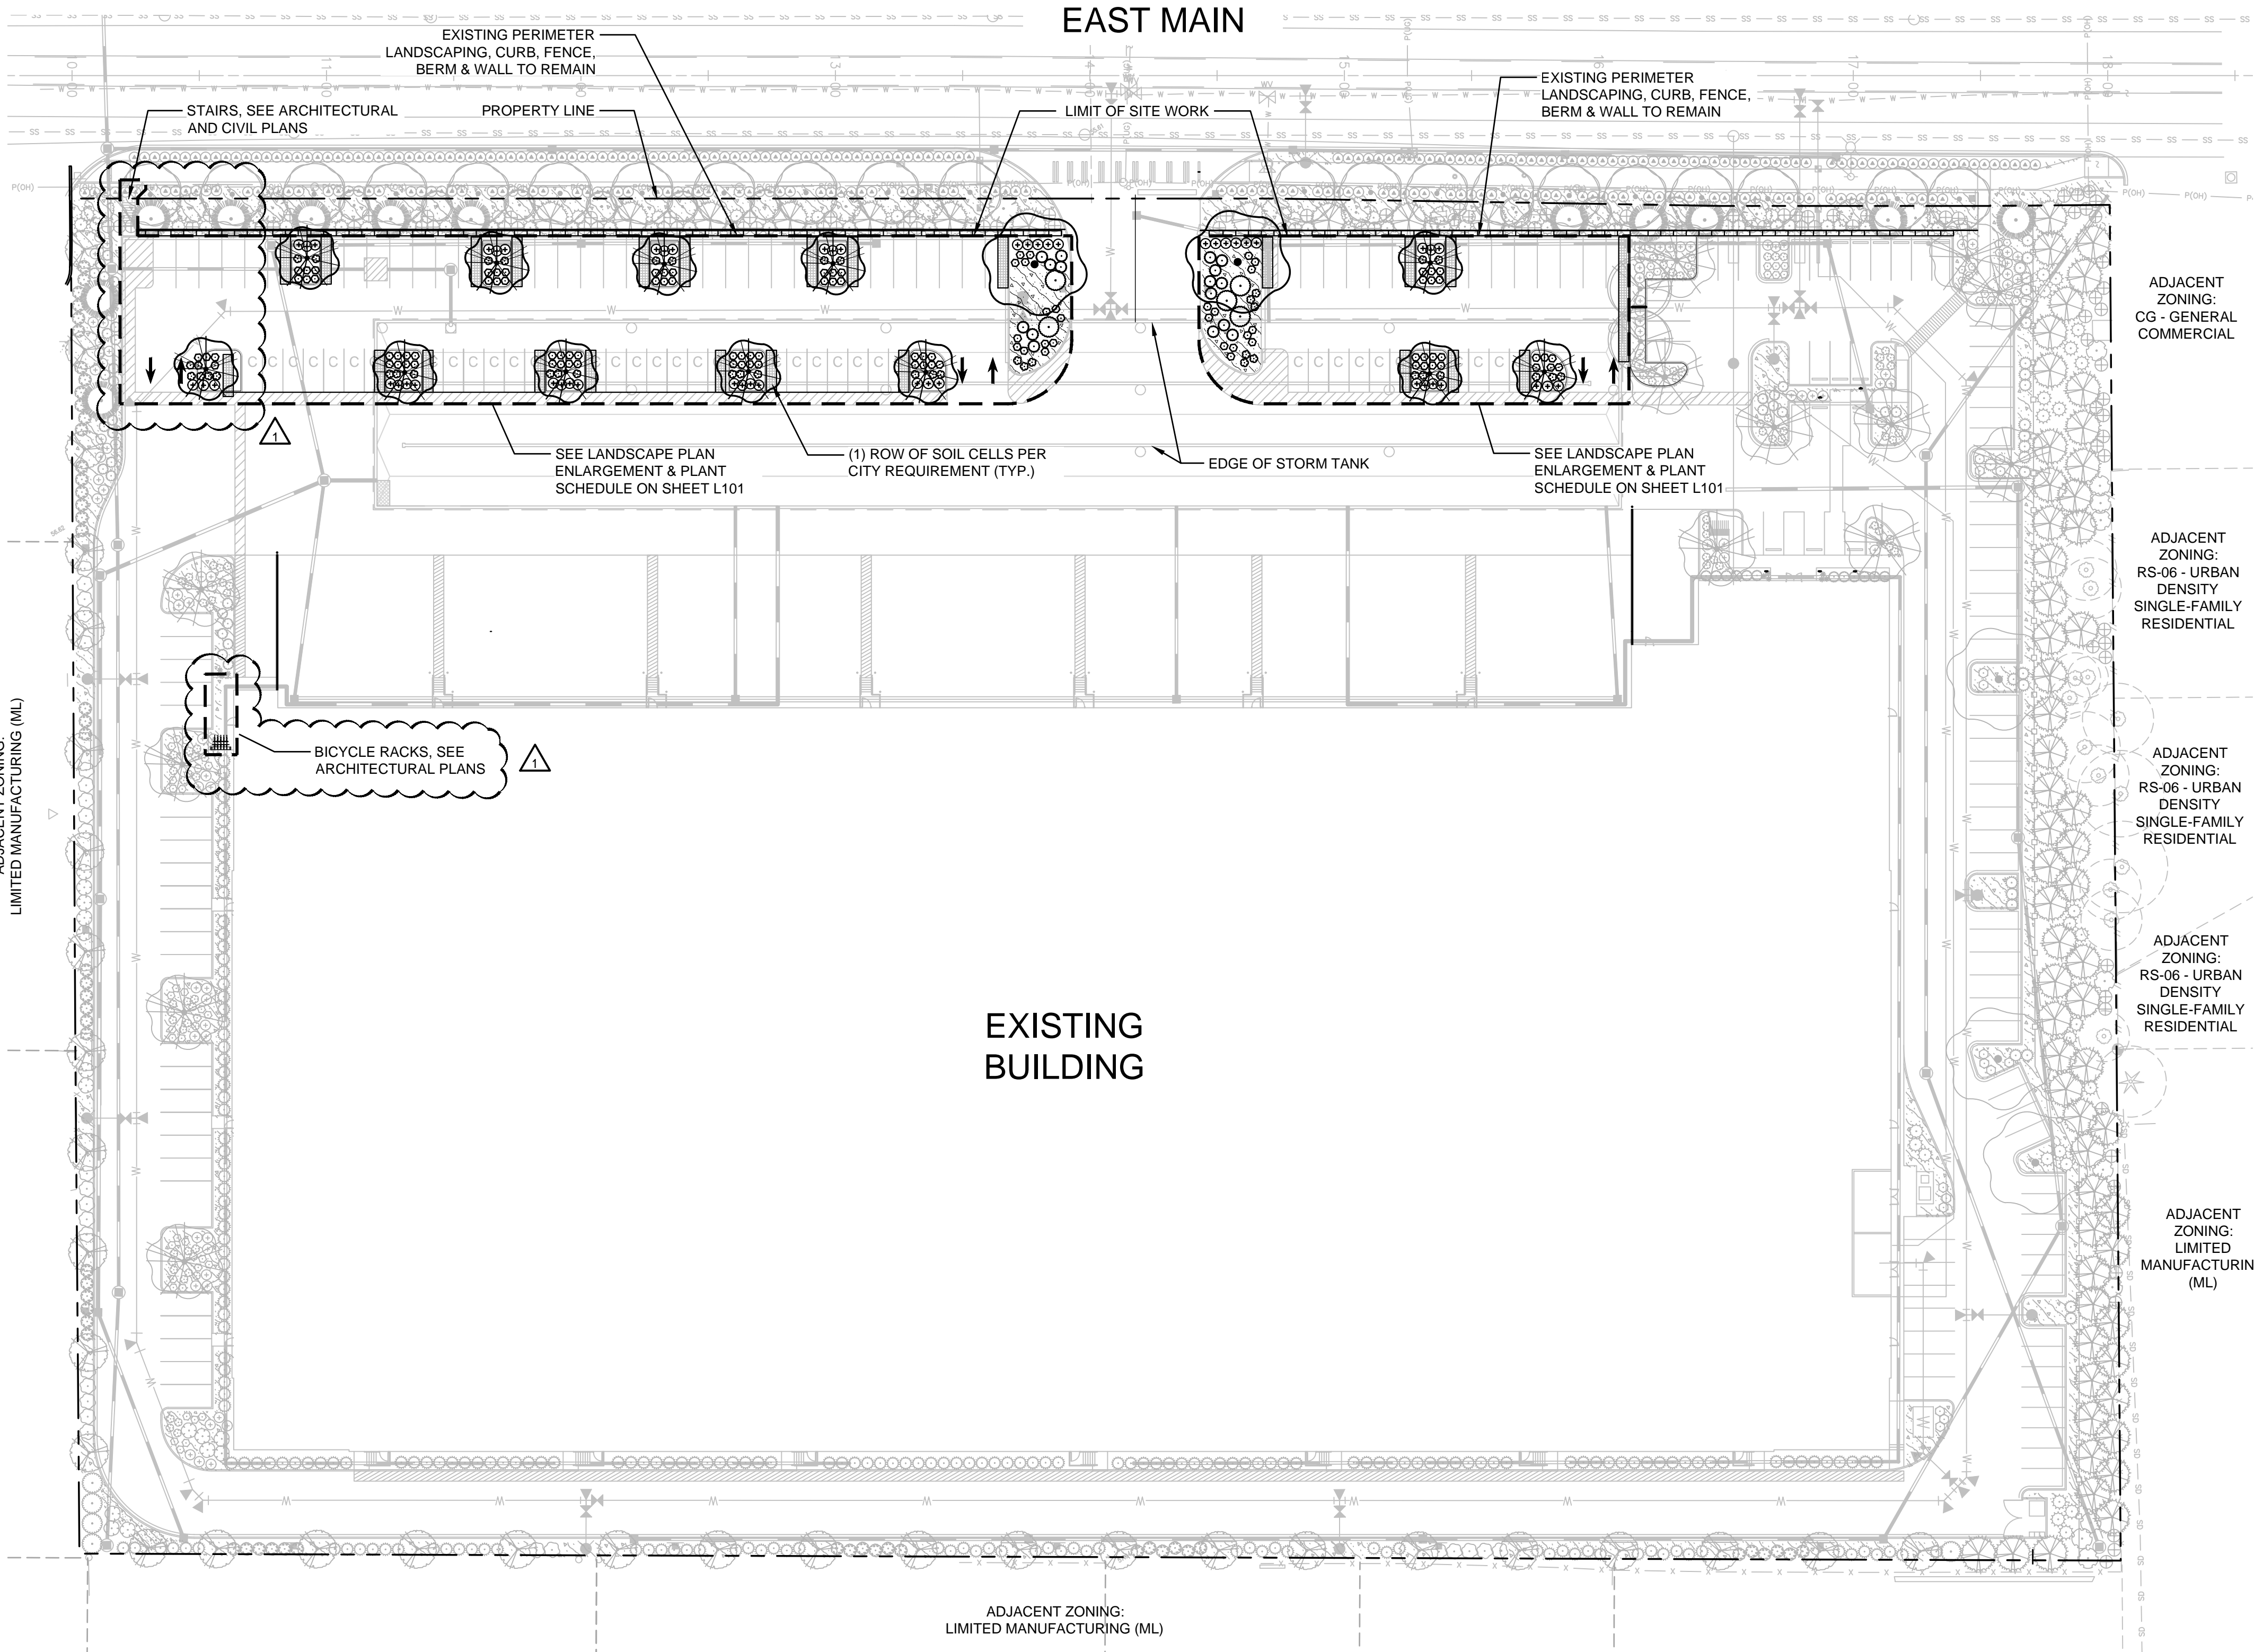 EAST MAIN
EXISTING PERIMETER
LANDSCAPING, CURB, FENCE,
BERM & WALL TO REMAIN
STAIRS, SEE ARCHITECTURAL
AND CIVIL PLANS
PROPERTY LINE
LIMIT OF SITE WORK
EXISTING PERIMETER
LANDSCAPING, CURB, FENCE,
BERM & WALL TO REMAIN
ADJACENT
ZONING:
CG - GENERAL
COMMERCIAL
1
SEE LANDSCAPE PLAN
ENLARGEMENT & PLANT
SCHEDULE ON SHEET L101
(1) ROW OF SOIL CELLS PER
CITY REQUIREMENT (TYP.)
EDGE OF STORM TANK
SEE LANDSCAPE PLAN
ENLARGEMENT & PLANT
SCHEDULE ON SHEET L101
ADJACENT
ZONING:
RS-06 - URBAN
DENSITY
SINGLE-FAMILY
RESIDENTIAL
ADJACENT ZONING:
LIMITED MANUFACTURING (ML)
BICYCLE RACKS, SEE
ARCHITECTURAL PLANS
1
ADJACENT
ZONING:
RS-06 - URBAN
DENSITY
SINGLE-FAMILY
RESIDENTIAL
ADJACENT
ZONING:
RS-06 - URBAN
DENSITY
SINGLE-FAMILY
RESIDENTIAL
EXISTING
BUILDING
ADJACENT
ZONING:
LIMITED
MANUFACTURIN
(ML)
ADJACENT ZONING:
LIMITED MANUFACTURING (ML)